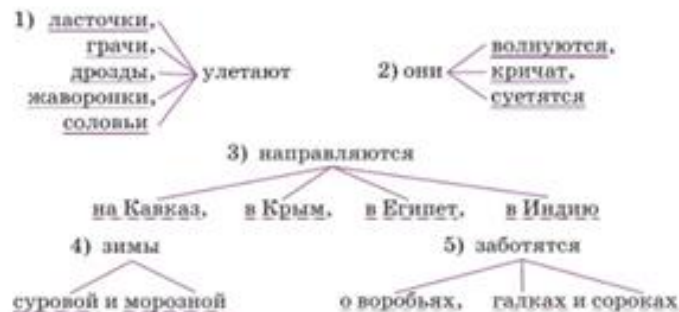 1) ласточки,
грачи,
дрозды,
жаворонки,
соловьи
улетают
2) они
волнуются,
кричат,
суетятся
3) направляются
на Кавказ, в Крым, в Египет, в Индию
4) зимы
суровой и морозной
5) заботятся
о воробьях, галках и сороках